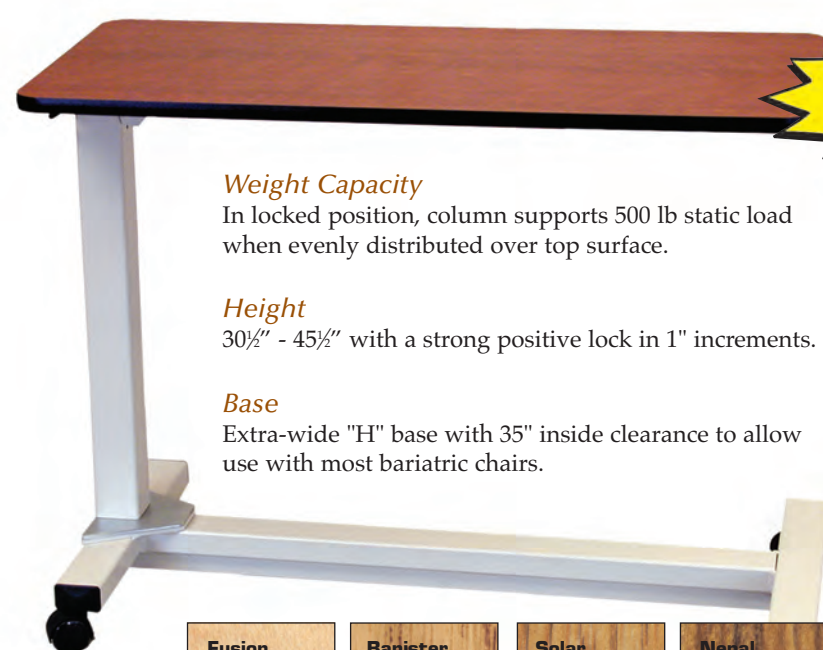 Weight Capacity
In locked position, column supports 500 lb static load
when evenly distributed over top surface.
Height
30½” - 45½” with a strong positive lock in 1" increments.
Base
Extra-wide "H" base with 35" inside clearance to allow
use with most bariatric chairs.
Fusion Banister Solar Nepal